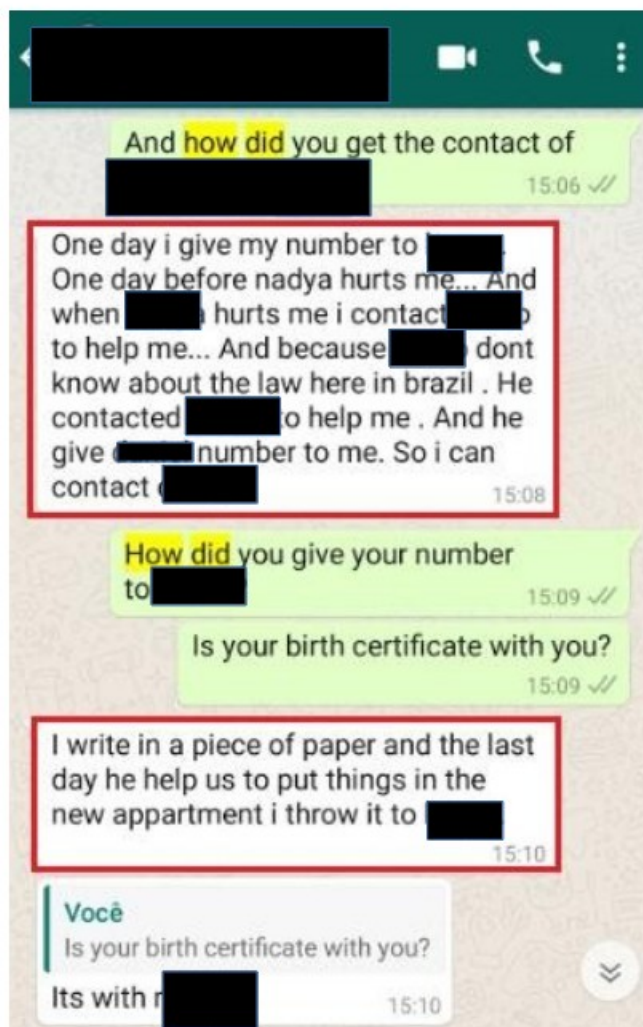 And how did you get the contact of
15:06
One day i give my number to
One day before nadya hurts me... And
when hurts me i contact
to help me... And because dont
know about the law here in brazil . He
contacted to help me . And he
give number to me. So i can
contact
15:08
How did you give your number
to
15:09
Is your birth certificate with you?
15:09
I write in a piece of paper and the last
day he help us to put things in the
new appartment i throw it to
15:10
Você
Is your birth certificate with you?
Its with
15:10